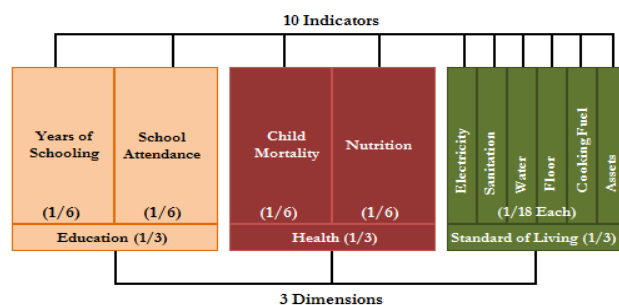 10 Indicators
Years of
Schooling
(1/6)
School
Attendance
(1/6)
Education (1/3)
Child
Mortality
(1/6)
Nutrition
(1/6)
Health (1/3)
Electricity
Sanitation
Water
Floor
Cooking Fuel
Assets
(1/18 Each)
Standard of Living (1/3)
3 Dimensions